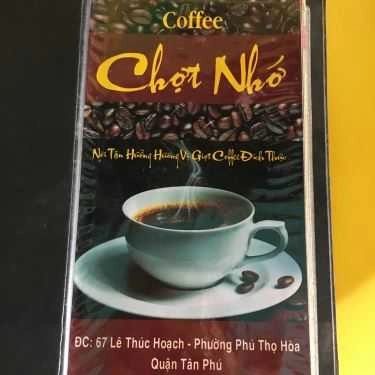 Coffee
Chợt Nhớ
Nơi Tận Hưởng Hương Vị Giọt Coffee Đích Thực
ĐC: 67 Lê Thúc Hoạch - Phường Phú Thọ Hòa
Quận Tân Phú